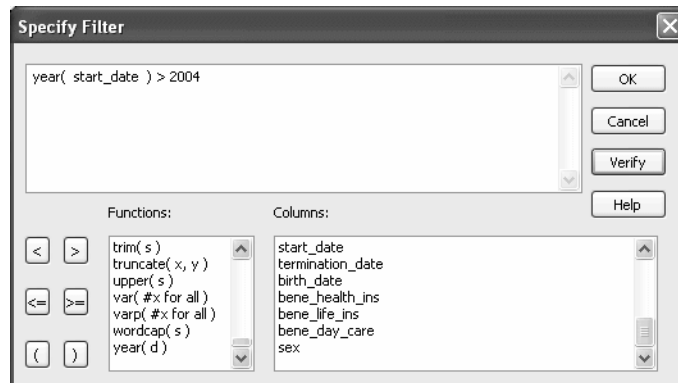 Specify Filter
year( start_date ) > 2004
OK
Cancel
Verify
Help
Functions:
Columns:
< >
<= >=
( )
trim( s )
truncate( x, y )
upper( s )
var( #x for all )
varp( #x for all )
wordcap( s )
year( d )
start_date
termination_date
birth_date
bene_health_ins
bene_life_ins
bene_day_care
sex